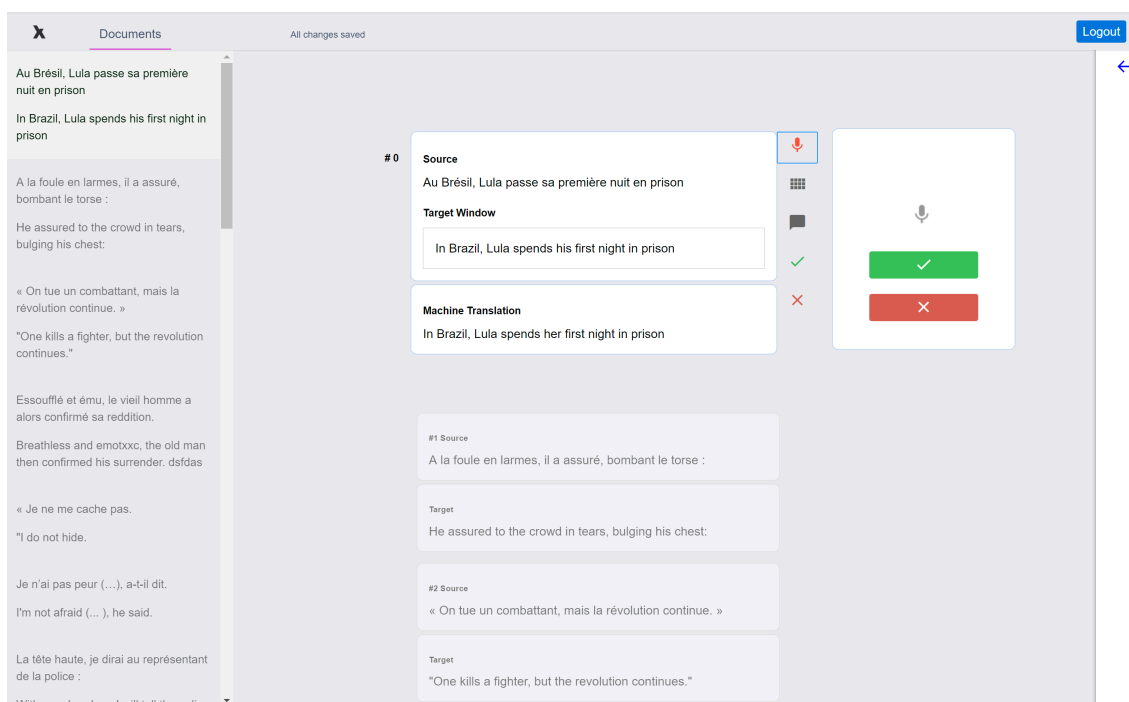 Documents
All changes saved
Logout
Au Brésil, Lula passe sa première
nuit en prison
In Brazil, Lula spends his first night in
prison
A la foule en larmes, il a assuré,
bombant le torse :
He assured to the crowd in tears,
bulging his chest:
« On tue un combattant, mais la
révolution continue. »
"One kills a fighter, but the revolution
continues."
Essoufflé et ému, le vieil homme a
alors confirmé sa reddition.
Breathless and emotxxc, the old man
then confirmed his surrender. dsfdas
« Je ne me cache pas.
"I do not hide.
Je n'ai pas peur (…), a-t-il dit.
I'm not afraid (... ), he said.
La tête haute, je dirai au représentant
de la police :
# 0
Source
Au Brésil, Lula passe sa première nuit en prison
Target Window
In Brazil, Lula spends his first night in prison
Machine Translation
In Brazil, Lula spends her first night in prison
#1 Source
A la foule en larmes, il a assuré, bombant le torse :
Target
He assured to the crowd in tears, bulging his chest:
#2 Source
« On tue un combattant, mais la révolution continue. »
Target
"One kills a fighter, but the revolution continues."